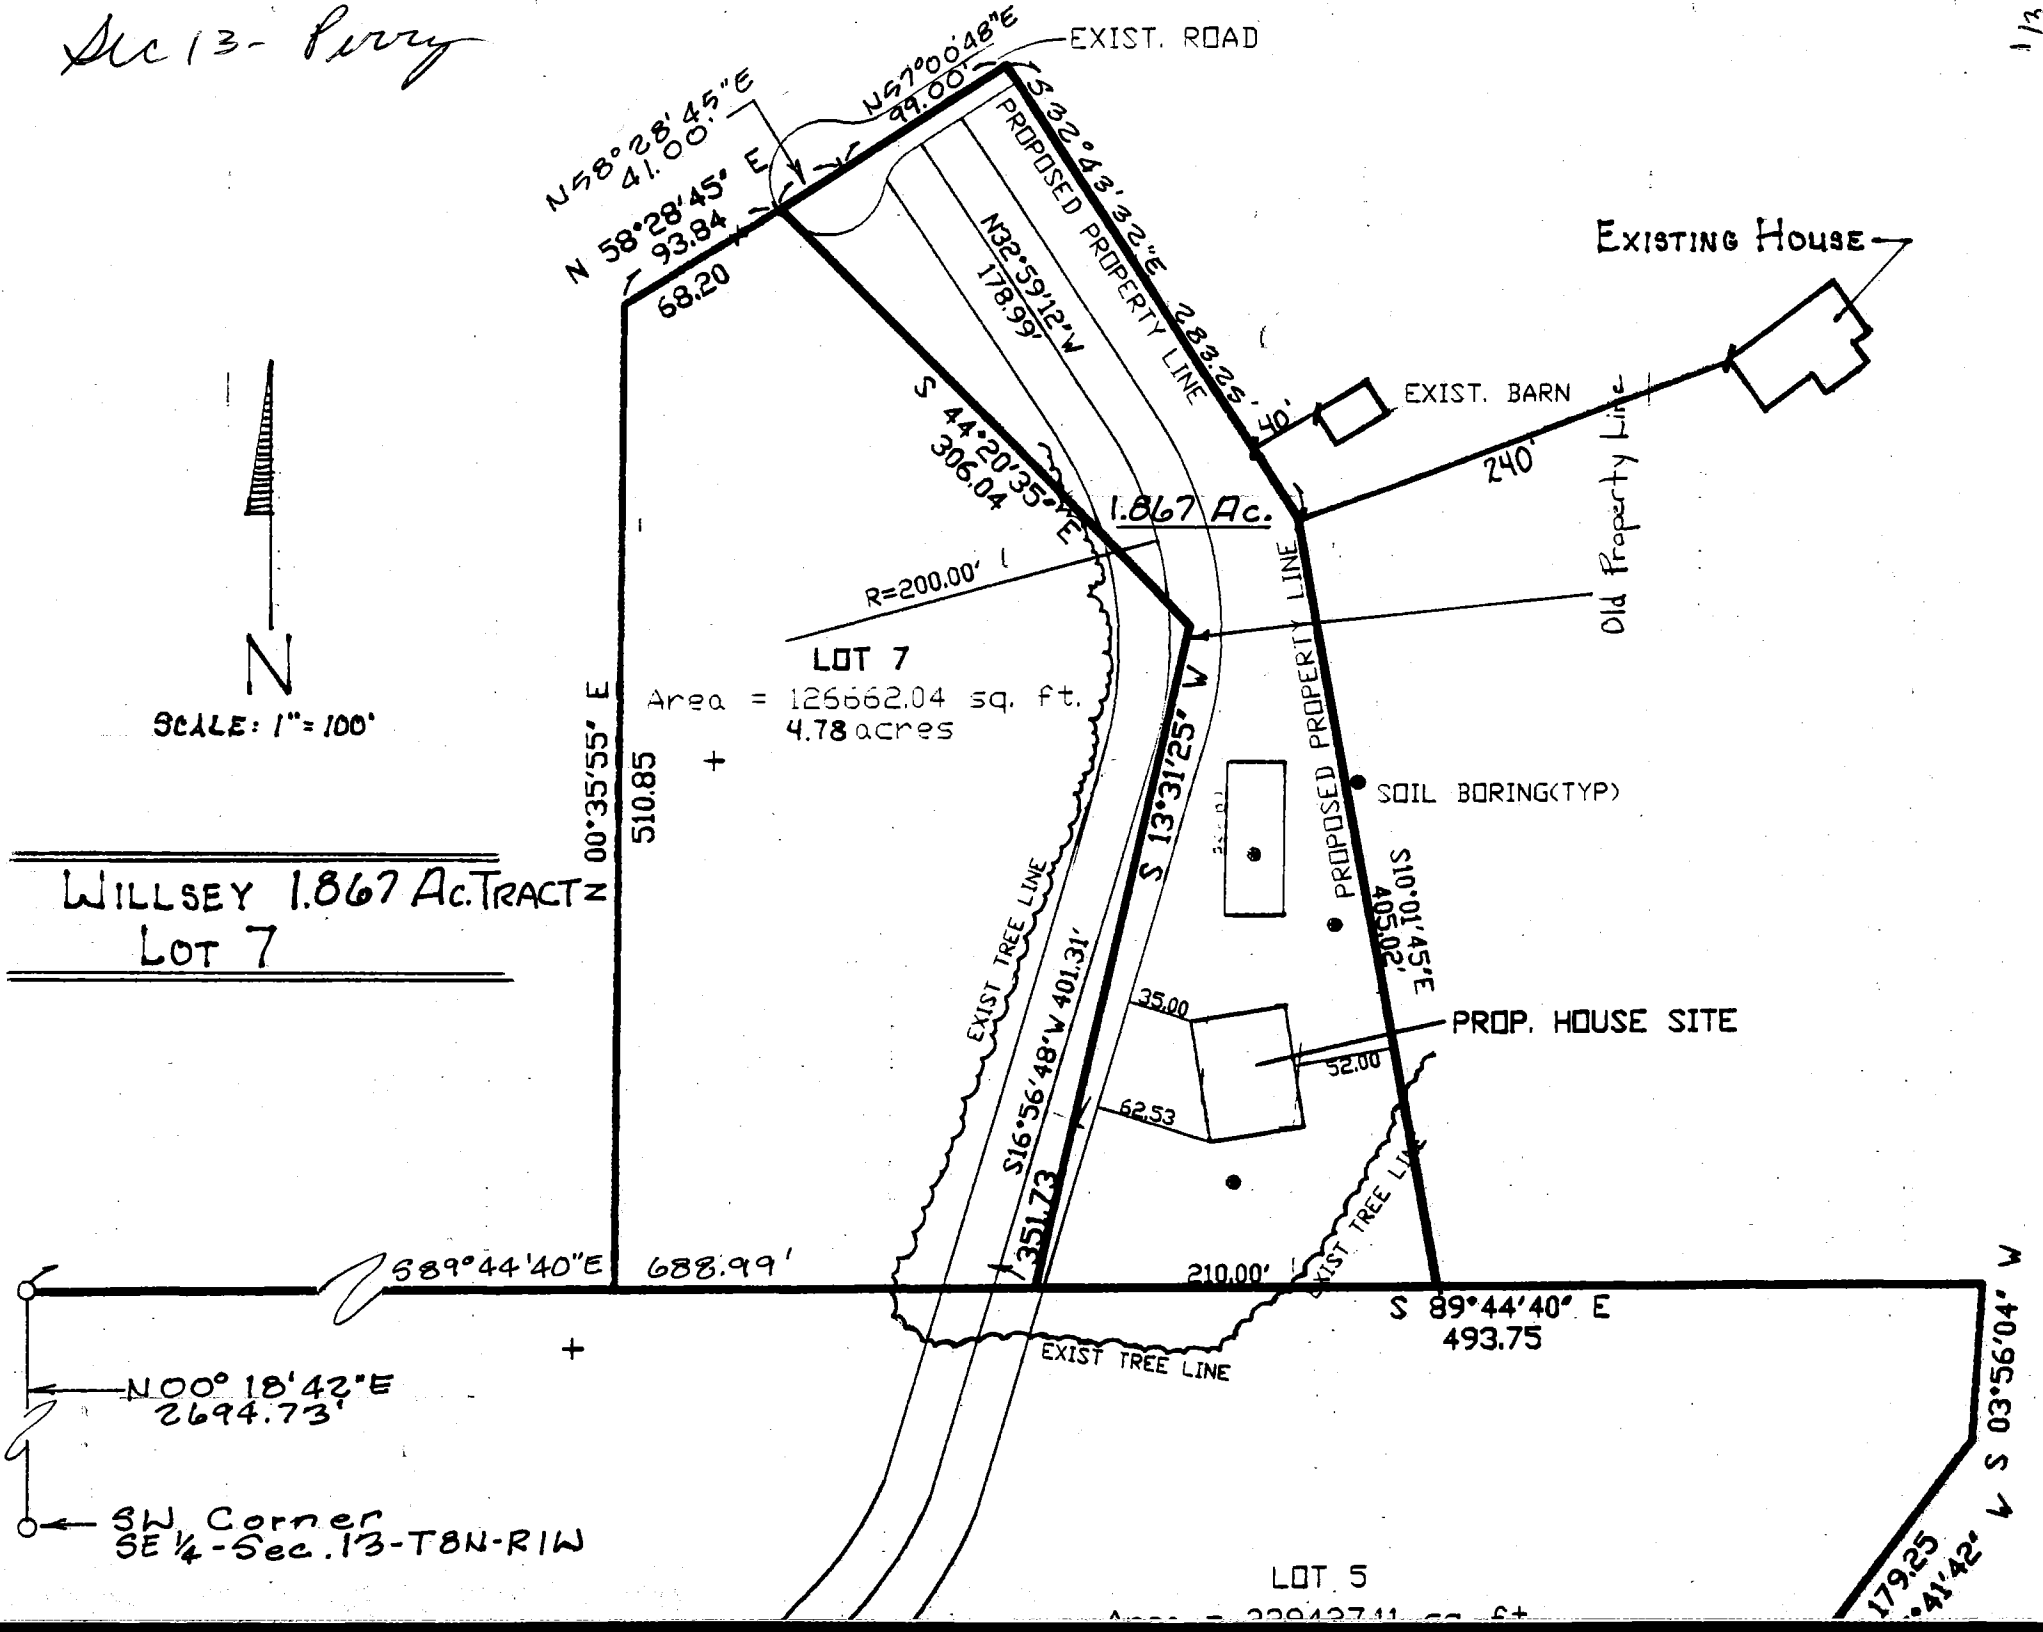 Sec 13- Perry
1/3
EXIST. ROAD
N57°00'48"E
99.00'
N58°28'45"E
41.00'
N 58°28'45" E
93.84
68.20
S 32°43'32"E 283.25'
PROPOSED PROPERTY LINE
N32°59'12"W
178.99'
EXISTING HOUSE
EXIST. BARN
40'
240'
Old Property Line
S 44°20'35" E
306.04
1.867 Ac.
R=200.00'
LOT 7
Area = 126662.04 sq. ft.
4.78 acres
N
SCALE: 1"=100'
N 00°35'55" E
510.85
WILLSEY 1.867 AC.TRACT
LOT 7
S 13°31'25" W
351.73
PROPOSED PROPERTY LINE
SOIL BORING(TYP)
S10°01'45"E
405.02'
EXIST TREE LINE
S16°56'48"W 401.31'
35.00
PROP. HOUSE SITE
52.00
62.53
EXIST TREE LINE
S89°44'40"E 688.99'
210.00'
S 89°44'40" E
493.75
EXIST TREE LINE
S 03°56'04" W
N00°18'42"E
2694.73'
SW Corner
SE 1/4-Sec.13-T8N-R1W
179.25
°41'42" W
LOT 5